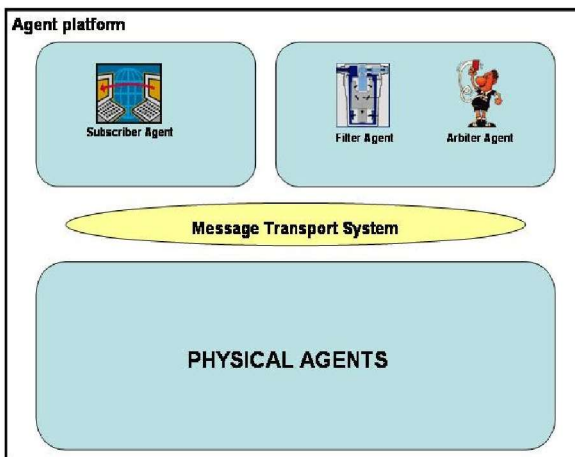 Agent platform
Subscriber Agent
Filter Agent
Arbiter Agent
Message Transport System
PHYSICAL AGENTS